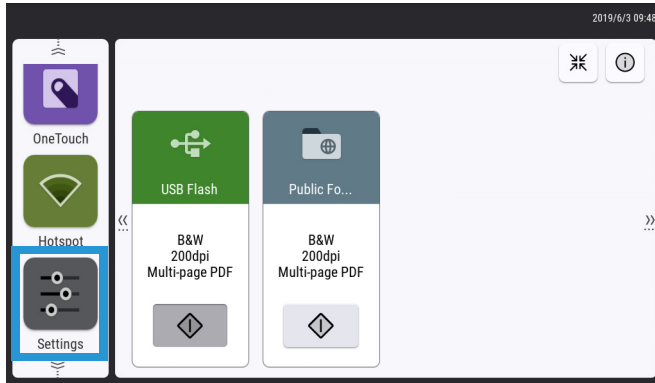 2019/6/3 09:48
OneTouch
Hotspot
Settings
USB Flash
B&W
200dpi
Multi-page PDF
Public Fo...
B&W
200dpi
Multi-page PDF